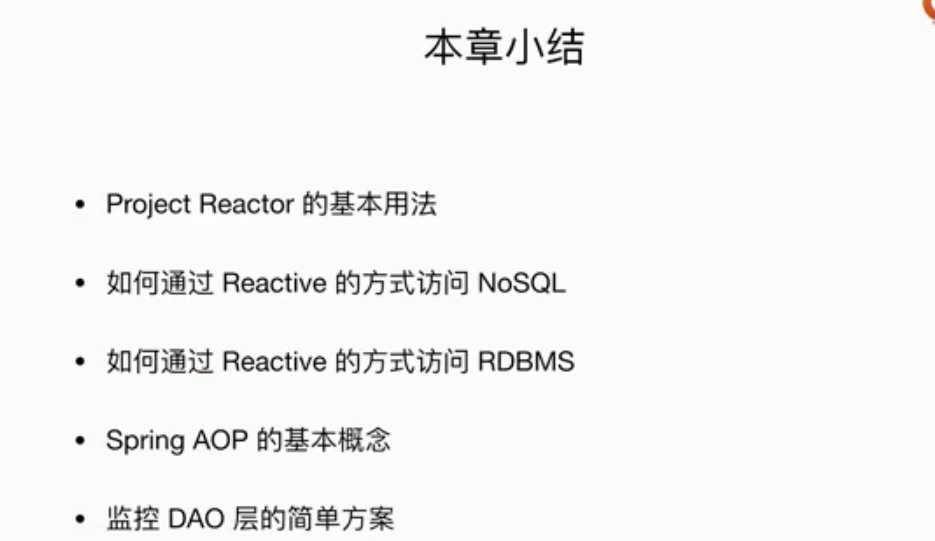 本章小结
• Project Reactor 的基本用法
• 如何通过 Reactive 的方式访问 NoSQL
• 如何通过 Reactive 的方式访问 RDBMS
• Spring AOP 的基本概念
• 监控 DAO 层的简单方案